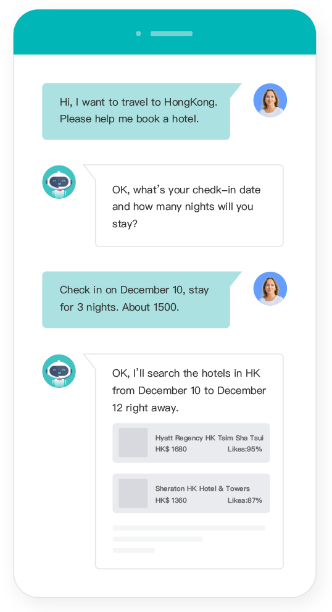 Hi, I want to travel to HongKong.
Please help me book a hotel.
OK, what's your chedk-in date
and how many nights will you
stay?
Check in on December 10, stay
for 3 nights. About 1500.
OK, I'll search the hotels in HK
from December 10 to December
12 right away.
Hyatt Regency HK Tsim Sha Tsui
HK$ 1680 Likes:95%
Sheraton HK Hotel & Towers
HK$ 1360 Likea:87%